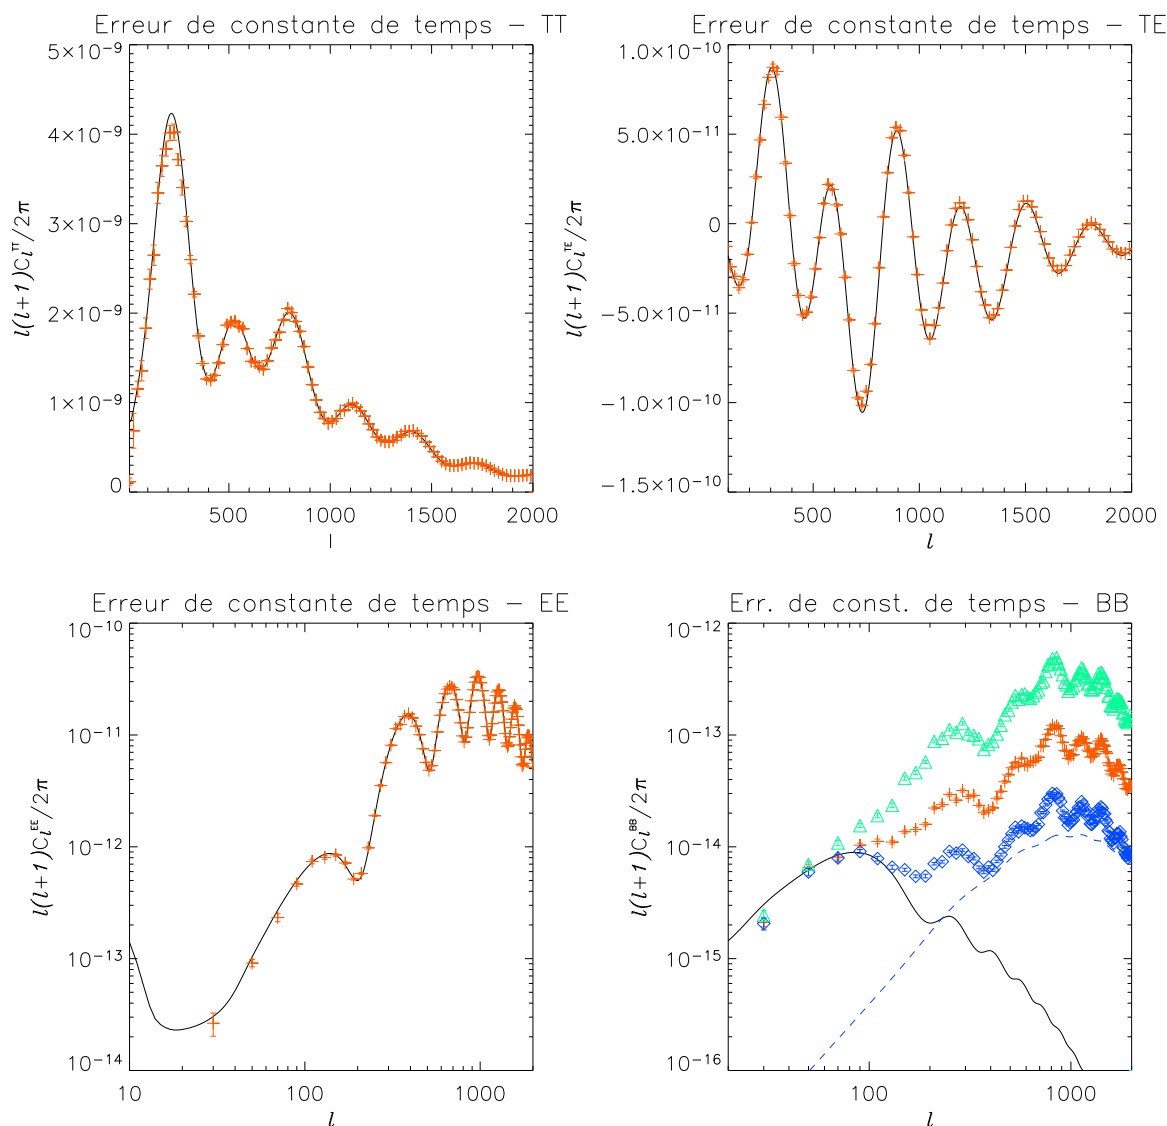 Erreur de constante de temps – TT
5×10⁻⁹
4×10⁻⁹
3×10⁻⁹
2×10⁻⁹
1×10⁻⁹
0
l(l+1)Cl^TT/2π
500 1000 1500 2000
l
Erreur de constante de temps – TE
1.0×10⁻¹⁰
5.0×10⁻¹¹
0
−5.0×10⁻¹¹
−1.0×10⁻¹⁰
−1.5×10⁻¹⁰
l(l+1)Cl^TE/2π
500 1000 1500 2000
l
Erreur de constante de temps – EE
10⁻¹⁰
10⁻¹¹
10⁻¹²
10⁻¹³
10⁻¹⁴
l(l+1)Cl^EE/2π
10 100 1000
l
Err. de const. de temps – BB
10⁻¹²
10⁻¹³
10⁻¹⁴
10⁻¹⁵
10⁻¹⁶
l(l+1)Cl^BB/2π
100 1000
l